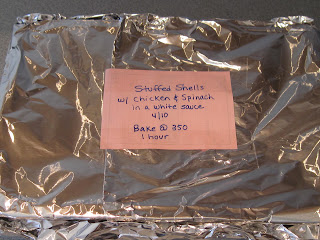 Stuffed Shells
w/ Chicken & Spinach
in a white sauce
4/10
Bake @ 350
1 hour